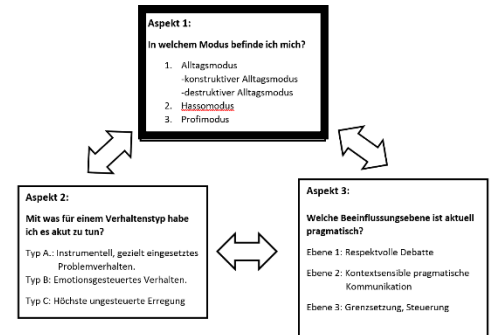 Aspekt 1:
In welchem Modus befinde ich mich?
1. Alltagsmodus
-konstruktiver Alltagsmodus
-destruktiver Alltagsmodus
2. Hassomodus
3. Profimodus
Aspekt 2:
Mit was für einem Verhaltenstyp habe
ich es akut zu tun?
Typ A.: Instrumentell, gezielt eingesetztes
Problemverhalten.
Typ B: Emotionsgesteuertes Verhalten.
Typ C: Höchste ungesteuerte Erregung
Aspekt 3:
Welche Beeinflussungsebene ist aktuell
pragmatisch?
Ebene 1: Respektvolle Debatte
Ebene 2: Kontextsensible pragmatische
Kommunikation
Ebene 3: Grenzsetzung, Steuerung